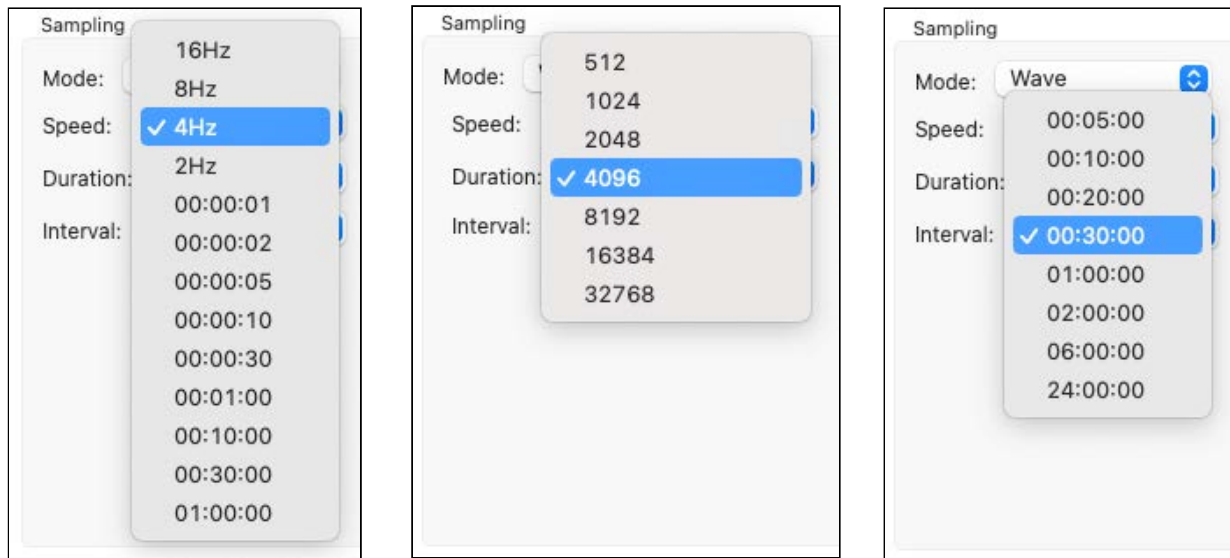 Sampling
Mode:
Speed:
Duration:
Interval:
16Hz
8Hz
✓ 4Hz
2Hz
00:00:01
00:00:02
00:00:05
00:00:10
00:00:30
00:01:00
00:10:00
00:30:00
01:00:00
Sampling
Mode:
Speed:
Duration:
Interval:
512
1024
2048
✓ 4096
8192
16384
32768
Sampling
Mode: Wave
Speed:
Duration:
Interval:
00:05:00
00:10:00
00:20:00
✓ 00:30:00
01:00:00
02:00:00
06:00:00
24:00:00